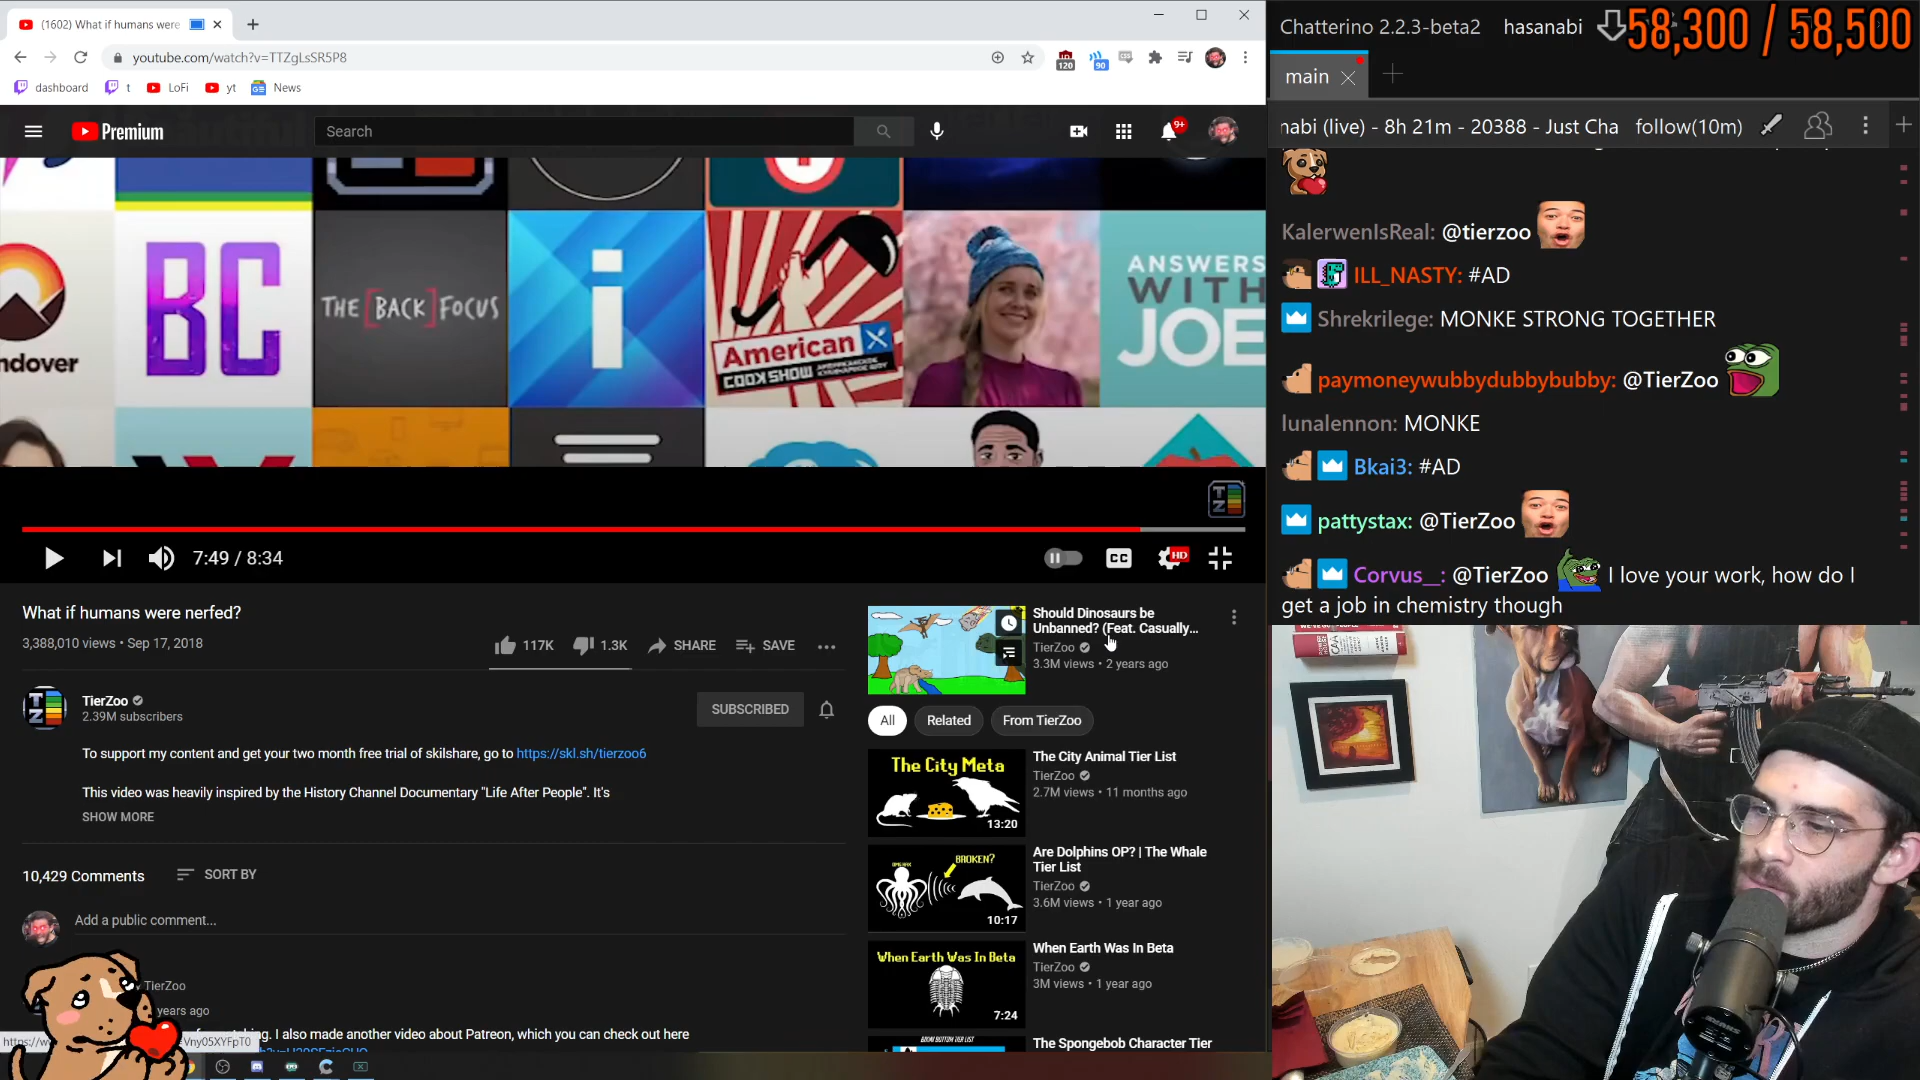 (1602) What if humans were
youtube.com/watch?v=TTZgLsSR5P8
120
90
dashboard
t
LoFi
yt
News
Premium
Search
9+
ndover
BC
THE [BACK] FOCUS
i
American
COOK SHOW
ANSWERS
WITH
JOE
TZ
7:49 / 8:34
CC
HD
What if humans were nerfed?
3,388,010 views • Sep 17, 2018
117K
1.3K
SHARE
SAVE
TierZoo
2.39M subscribers
SUBSCRIBED
To support my content and get your two month free trial of skilshare, go to https://skl.sh/tierzoo6
This video was heavily inspired by the History Channel Documentary "Life After People". It's
SHOW MORE
10,429 Comments
SORT BY
Add a public comment...
TierZoo
years ago
I also made another video about Patreon, which you can check out here
Vny05XYFpT0
Should Dinosaurs be
Unbanned? (Feat. Casually...
TierZoo
3.3M views • 2 years ago
All
Related
From TierZoo
The City Meta
13:20
The City Animal Tier List
TierZoo
2.7M views • 11 months ago
BROKEN?
10:17
Are Dolphins OP? | The Whale
Tier List
TierZoo
3.6M views • 1 year ago
When Earth Was In Beta
7:24
When Earth Was In Beta
TierZoo
3M views • 1 year ago
The Spongebob Character Tier
Chatterino 2.2.3-beta2
hasanabi
58,300 / 58,500
main
nabi (live) - 8h 21m - 20388 - Just Cha
follow(10m)
KalerwenIsReal: @tierzoo
ILL_NASTY: #AD
Shrekrilege: MONKE STRONG TOGETHER
paymoneywubbydubbybubby: @TierZoo
lunalennon: MONKE
Bkai3: #AD
pattystax: @TierZoo
Corvus__: @TierZoo I love your work, how do I
get a job in chemistry though